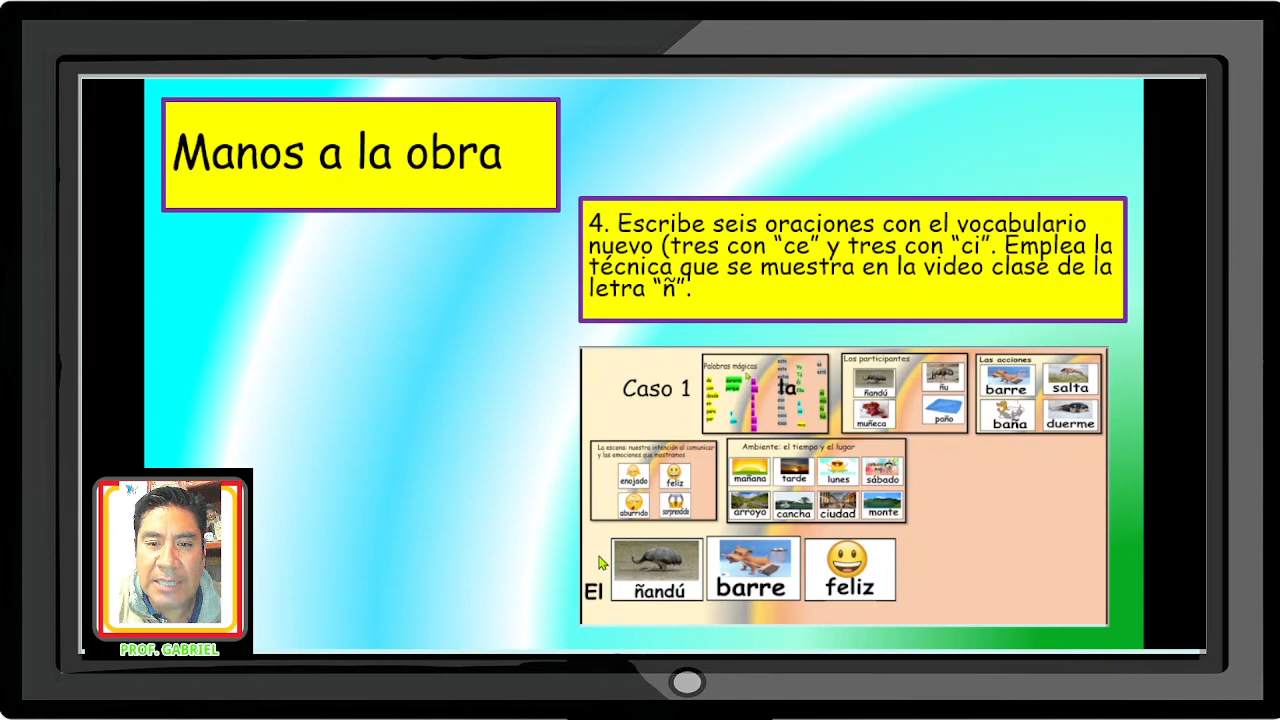 Manos a la obra
4. Escribe seis oraciones con el vocabulario
nuevo (tres con “ce” y tres con “ci”. Emplea la
técnica que se muestra en la video clase de la
letra “ñ”.
Caso 1
Palabras mágicas
la
Los participantes
ñandú
ñu
muñeca
paño
Las acciones
barre
salta
baña
duerme
La escena: nuestra intención al comunicar
y las emociones que mostramos
enojado
feliz
aburrido
sorprendido
Ambiente: el tiempo y el lugar
mañana
tarde
lunes
sábado
arroyo
cancha
ciudad
monte
El
ñandú
barre
feliz
PROF. GABRIEL